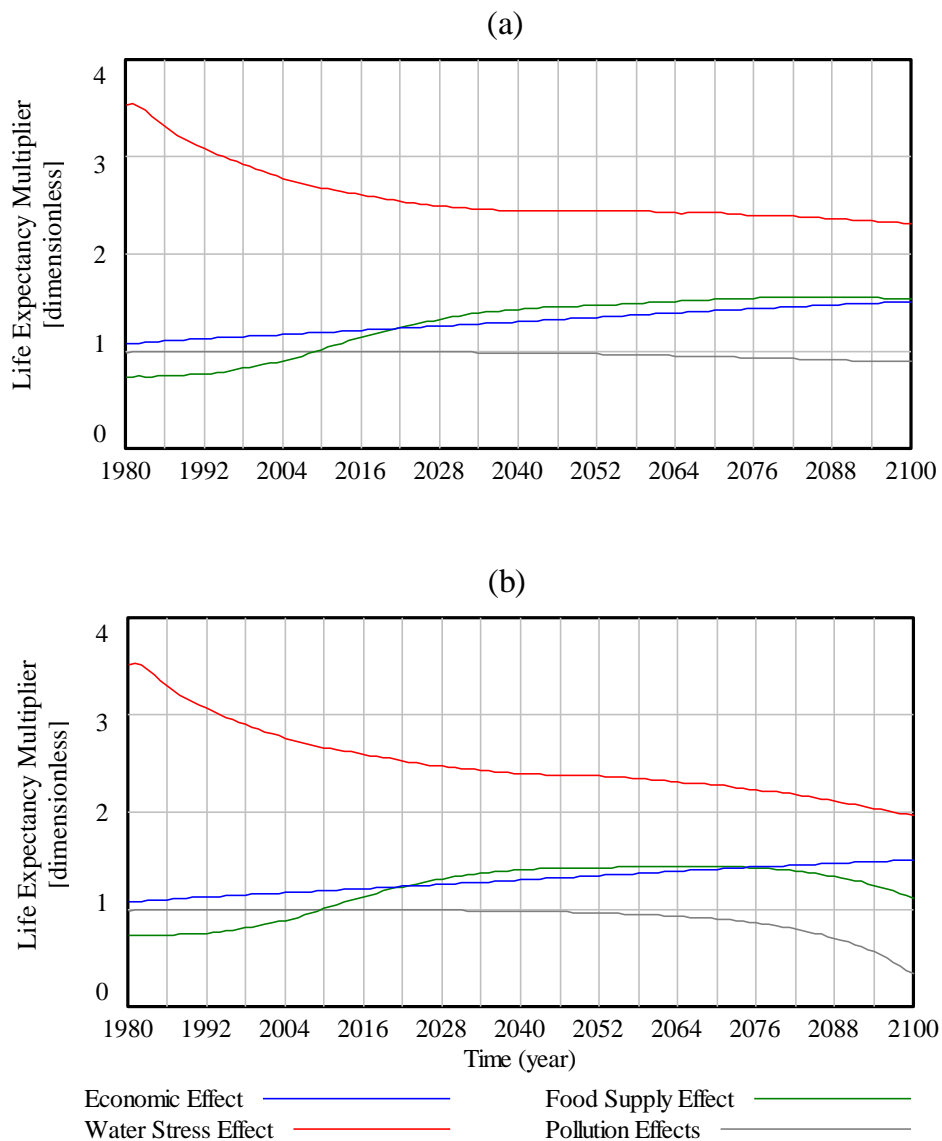 (a)
Life Expectancy Multiplier
[dimensionless]
4
3
2
1
0
1980 1992 2004 2016 2028 2040 2052 2064 2076 2088 2100
(b)
Life Expectancy Multiplier
[dimensionless]
4
3
2
1
0
1980 1992 2004 2016 2028 2040 2052 2064 2076 2088 2100
Time (year)
Economic Effect Food Supply Effect
Water Stress Effect Pollution Effects